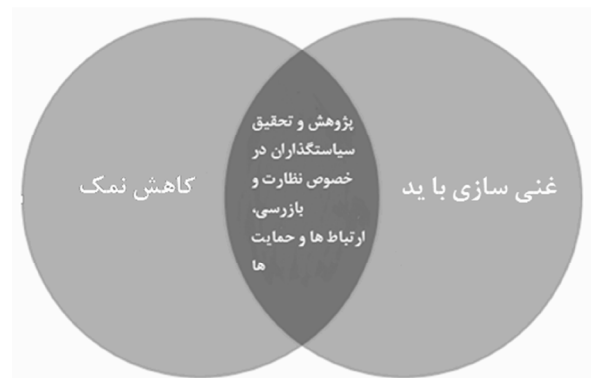 غنی سازی با ید
پژوهش و تحقیق
سیاستگذاران در
خصوص نظارت و
بازرسی،
ارتباط ها و حمایت
ها
کاهش نمک